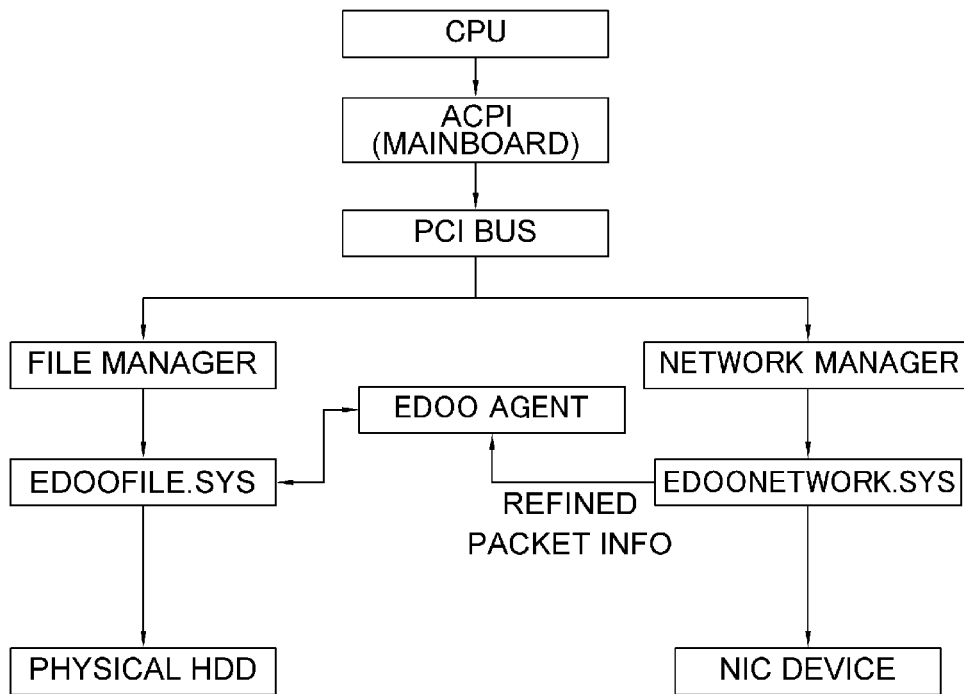 CPU
ACPI
(MAINBOARD)
PCI BUS
FILE MANAGER
NETWORK MANAGER
EDOO AGENT
EDOOFILE.SYS
EDOONETWORK.SYS
REFINED
PACKET INFO
PHYSICAL HDD
NIC DEVICE